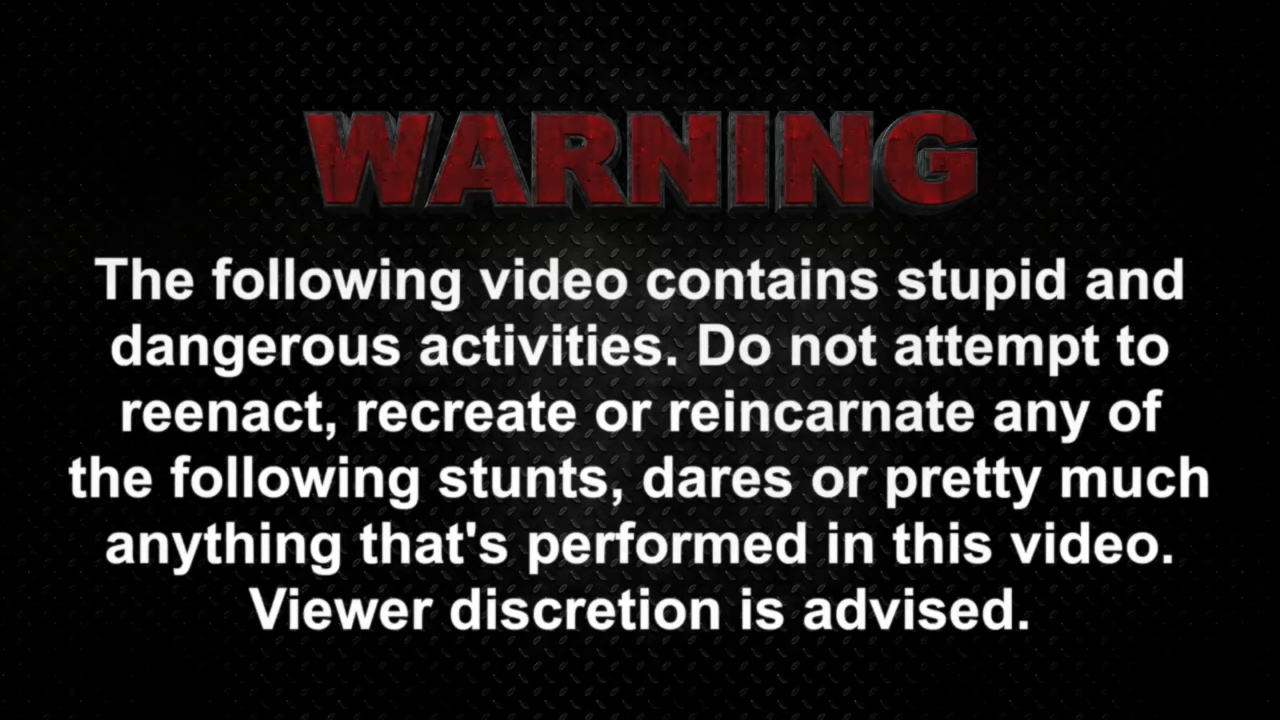 WARNING
The following video contains stupid and
dangerous activities. Do not attempt to
reenact, recreate or reincarnate any of
the following stunts, dares or pretty much
anything that's performed in this video.
Viewer discretion is advised.